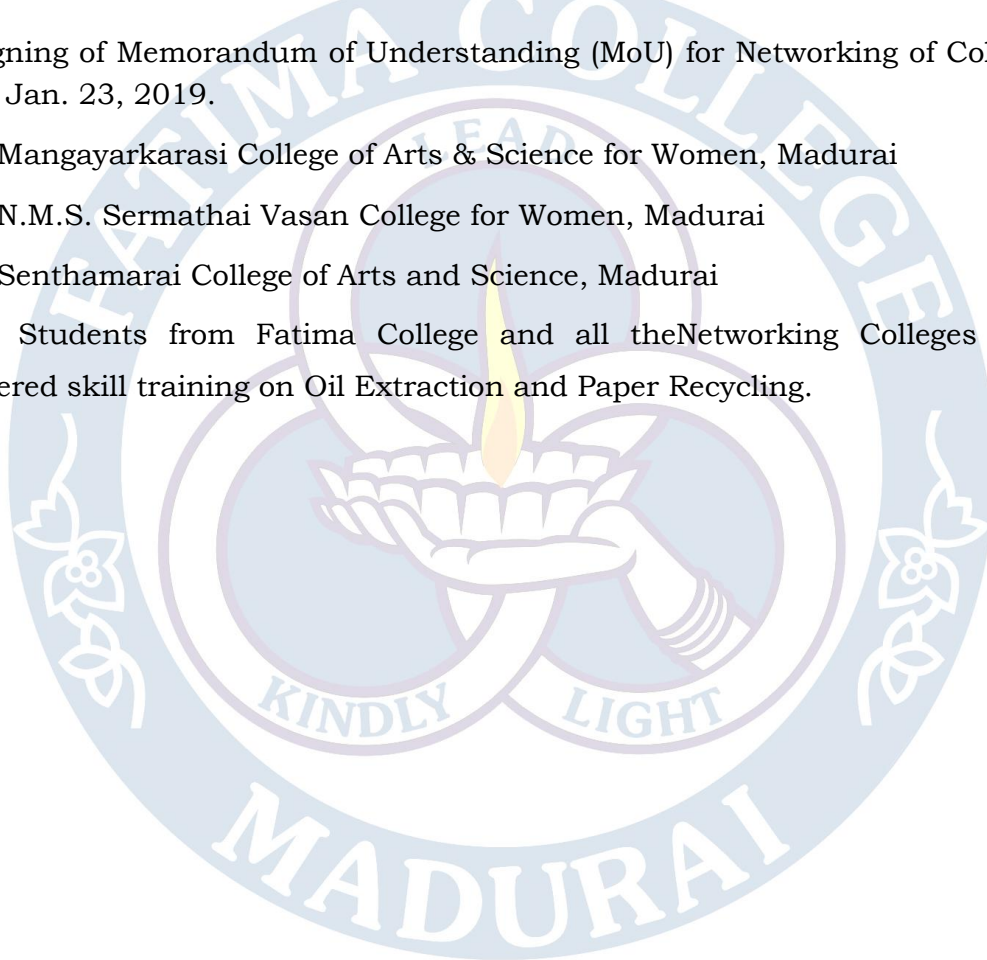 gning of Memorandum of Understanding (MoU) for Networking of Col
Jan. 23, 2019.
Mangayarkarasi College of Arts & Science for Women, Madurai
N.M.S. Sermathai Vasan College for Women, Madurai
Senthamarai College of Arts and Science, Madurai
Students from Fatima College and all theNetworking Colleges
ered skill training on Oil Extraction and Paper Recycling.
FATIMA COLLEGE
LEAD
KINDLY LIGHT
MADURAI